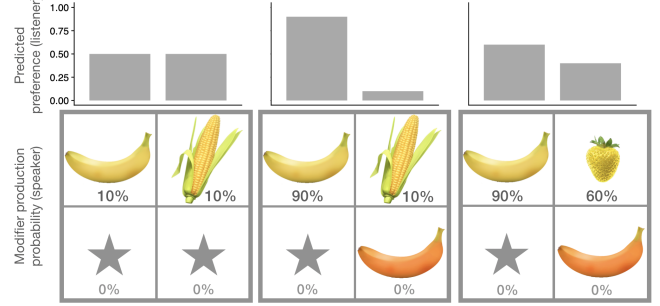 Predicted
preference (listener)
1.00
0.75
0.50
0.25
0.00
Modifier production
probability (speaker)
10% 10% 90% 10% 90% 60%
0% 0% 0% 0% 0% 0%